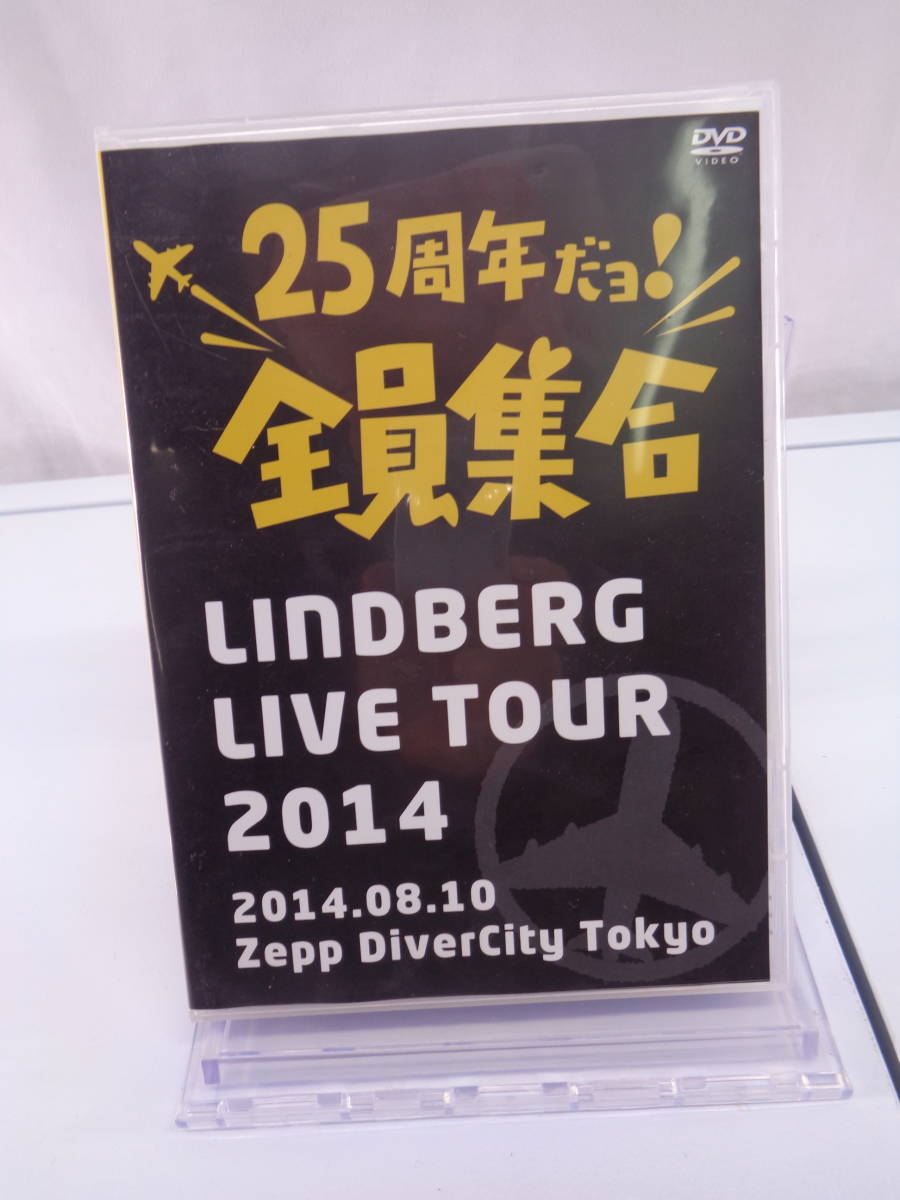 DVD
VIDEO
25周年だョ!
全員集合
LINDBERG
LIVE TOUR
2014
2014.08.10
Zepp DiverCity Tokyo